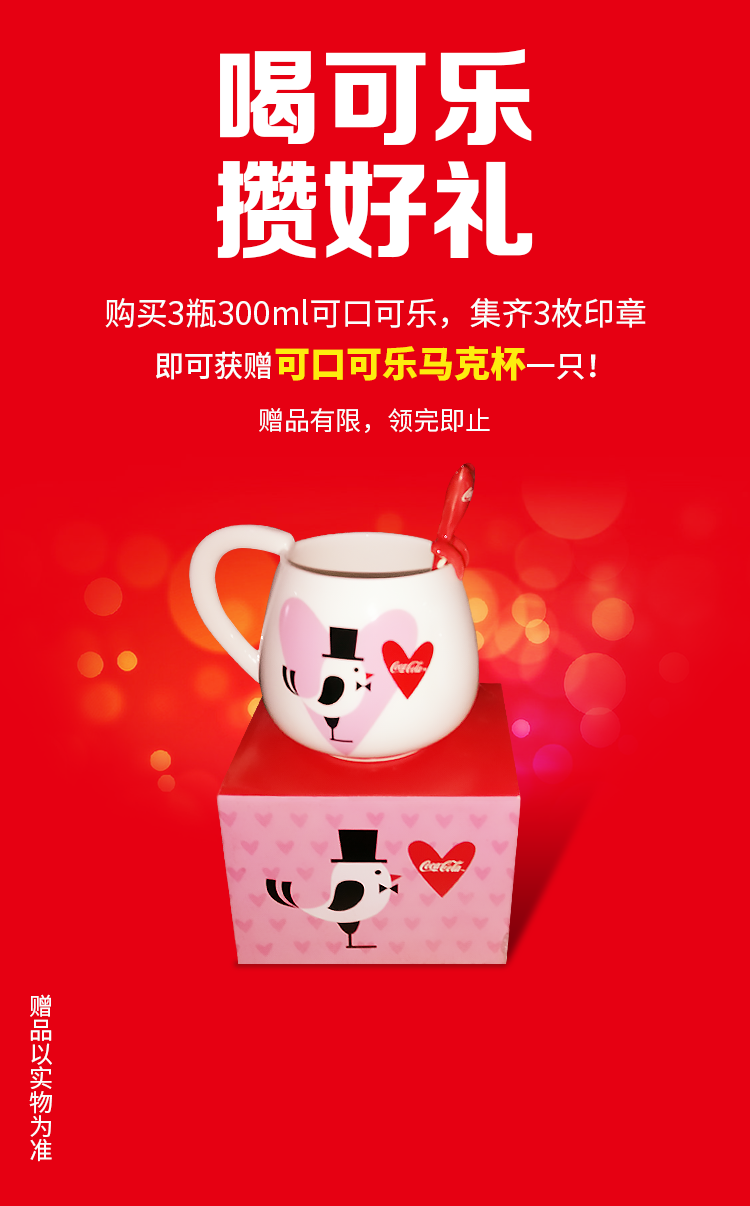 喝可乐
攒好礼
购买3瓶300ml可口可乐，集齐3枚印章
即可获赠可口可乐马克杯一只！
赠品有限，领完即止
Coca-Cola
Coca-Cola
赠品以实物为准